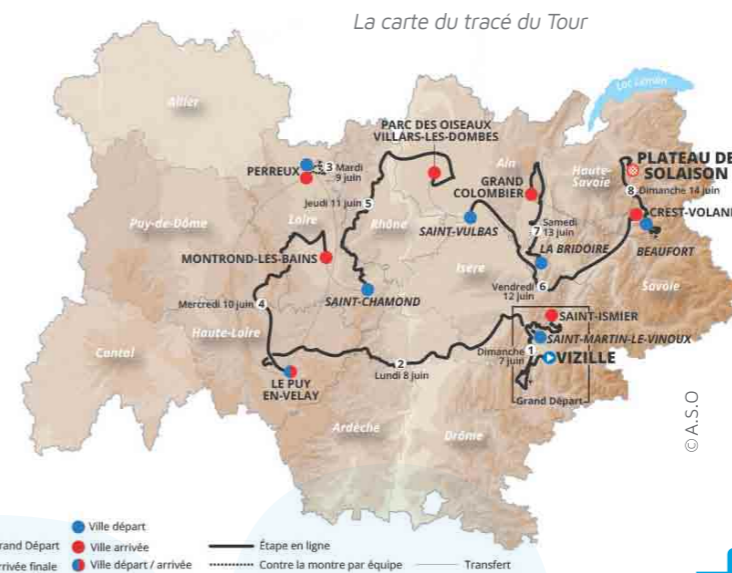 La carte du tracé du Tour
Lac Léman
Allier
PARC DES OISEAUX
VILLARS-LES-DOMBES
Ain
Haute-
Savoie
PLATEAU DE
SOLAISON
8 Dimanche 14 juin
PERREUX
3 Mardi
9 juin
GRAND
COLOMBIER
Jeudi 11 juin
5
Puy-de-Dôme
Loire
Rhône
SAINT-VULBAS
Samedi
13 juin
7
CREST-VOLAND
BEAUFORT
LA BRIDOIRE
MONTROND-LES-BAINS
Isère
SAINT-CHAMOND
Vendredi
12 juin
6
Savoie
Mercredi 10 juin
4
Haute-Loire
SAINT-ISMIER
SAINT-MARTIN-LE-VINOUX
Dimanche
7 juin
1
VIZILLE
Cantal
2
Lundi 8 juin
LE PUY
EN-VELAY
Grand Départ
Ardèche
Drôme
© A.S.O
Ville départ
Grand Départ
Ville arrivée
Étape en ligne
Arrivée finale
Ville départ / arrivée
Contre la montre par équipe
Transfert